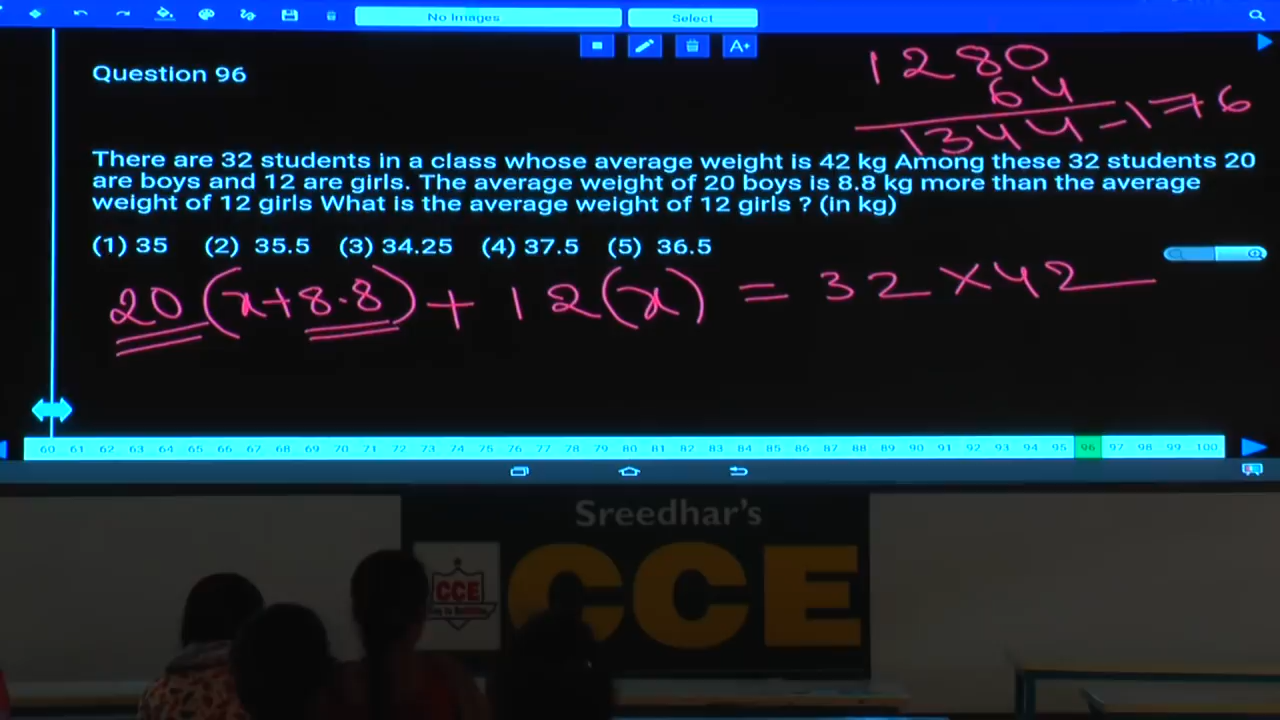 No Images Select
A+
Question 96
1280
64
1344-176
There are 32 students in a class whose average weight is 42 kg Among these 32 students 20
are boys and 12 are girls. The average weight of 20 boys is 8.8 kg more than the average
weight of 12 girls What is the average weight of 12 girls ? (in kg)
(1) 35 (2) 35.5 (3) 34.25 (4) 37.5 (5) 36.5
20(x+8.8)+12(x)=32×42
60 61 62 63 64 65 66 67 68 69 70 71 72 73 74 75 76 77 78 79 80 81 82 83 84 85 86 87 88 89 90 91 92 93 94 95 96 97 98 99 100
Sreedhar's
CCE
CCE